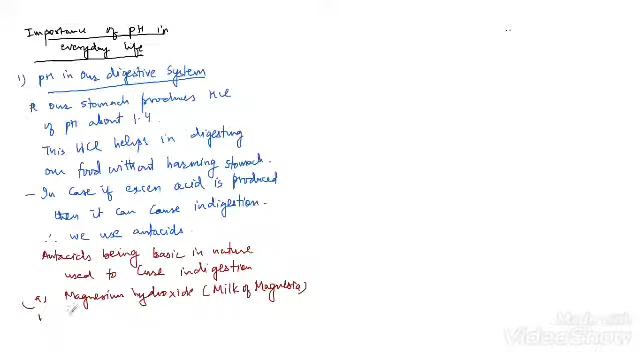 Importance of pH in
everyday life
1) pH in our digestive system
* Our stomach produces HCl
of pH about 1.4
This HCl helps in digesting
our food without harming stomach.
- In case if excess acid is produced
then it can cause indigestion.
∴ we use antacids.
Antacids being basic in nature
used to cure indigestion
a) Magnesium hydroxide (Milk of Magnesia)
Made with
KINEMASTER